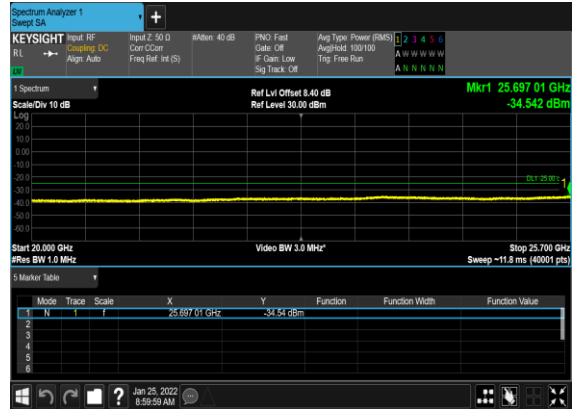 Spectrum Analyzer 1
Swept SA
+
KEYSIGHT Input: RF Input Z: 50 Ω #Atten: 40 dB PNO: Fast Avg Type: Power (RMS) 1 2 3 4 5 6
RL Coupling: DC Corr CCorr Gate: Off Avg|Hold: 100/100 A W W W W W
Align: Auto Freq Ref: Int (S) IF Gain: Low Trig: Free Run
Sig Track: Off A N N N N N
1 Spectrum Ref Lvl Offset 8.40 dB Mkr1 25.697 01 GHz
Scale/Div 10 dB Ref Level 30.00 dBm -34.542 dBm
Log
20.0
10.0
0.00
-10.0
-20.0 DL1 -25.00
1
-30.0
-40.0
-50.0
-60.0
Start 20.000 GHz Video BW 3.0 MHz* Stop 25.700 GHz
#Res BW 1.0 MHz Sweep ~11.8 ms (40001 pts)
5 Marker Table
Mode Trace Scale X Y Function Function Width Function Value
1 N 1 f 25.697 01 GHz -34.54 dBm
2
3
4
5
6
? Jan 25, 2022
8:59:59 AM